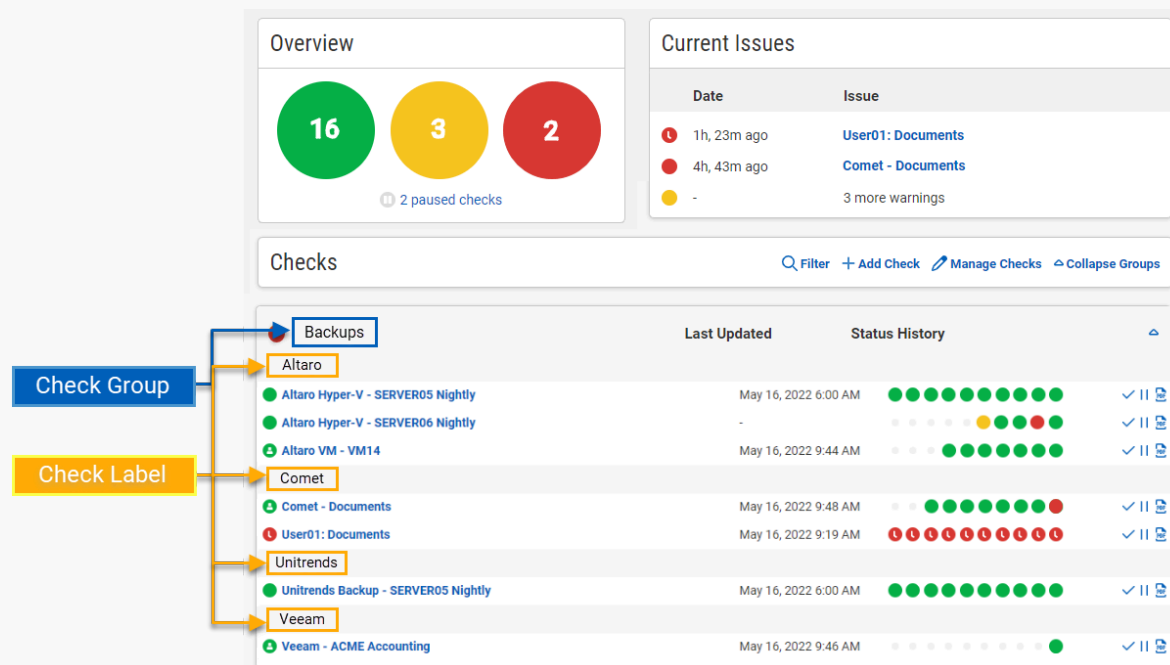 Overview
16
3
2
2 paused checks
Current Issues
Date Issue
1h, 23m ago User01: Documents
4h, 43m ago Comet - Documents
- 3 more warnings
Checks
Filter Add Check Manage Checks Collapse Groups
Check Group
Check Label
Backups Last Updated Status History
Altaro
Altaro Hyper-V - SERVER05 Nightly May 16, 2022 6:00 AM
Altaro Hyper-V - SERVER06 Nightly -
Altaro VM - VM14 May 16, 2022 9:44 AM
Comet
Comet - Documents May 16, 2022 9:48 AM
User01: Documents May 16, 2022 9:19 AM
Unitrends
Unitrends Backup - SERVER05 Nightly May 16, 2022 6:00 AM
Veeam
Veeam - ACME Accounting May 16, 2022 9:46 AM